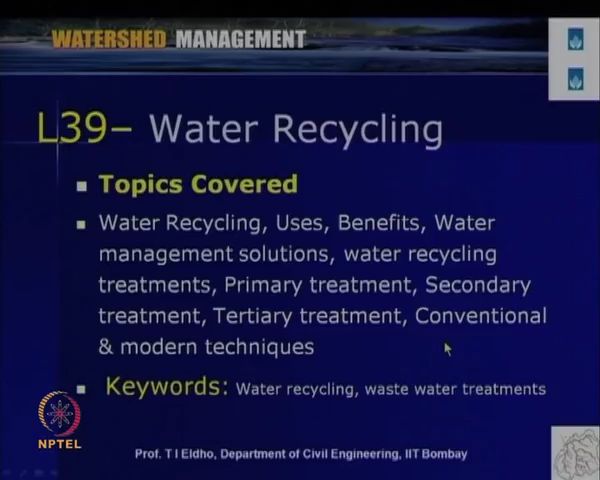 WATERSHED MANAGEMENT
L39– Water Recycling
Topics Covered
Water Recycling, Uses, Benefits, Water
management solutions, water recycling
treatments, Primary treatment, Secondary
treatment, Tertiary treatment, Conventional
& modern techniques
Keywords: Water recycling, waste water treatments
NPTEL
Prof. T I Eldho, Department of Civil Engineering, IIT Bombay